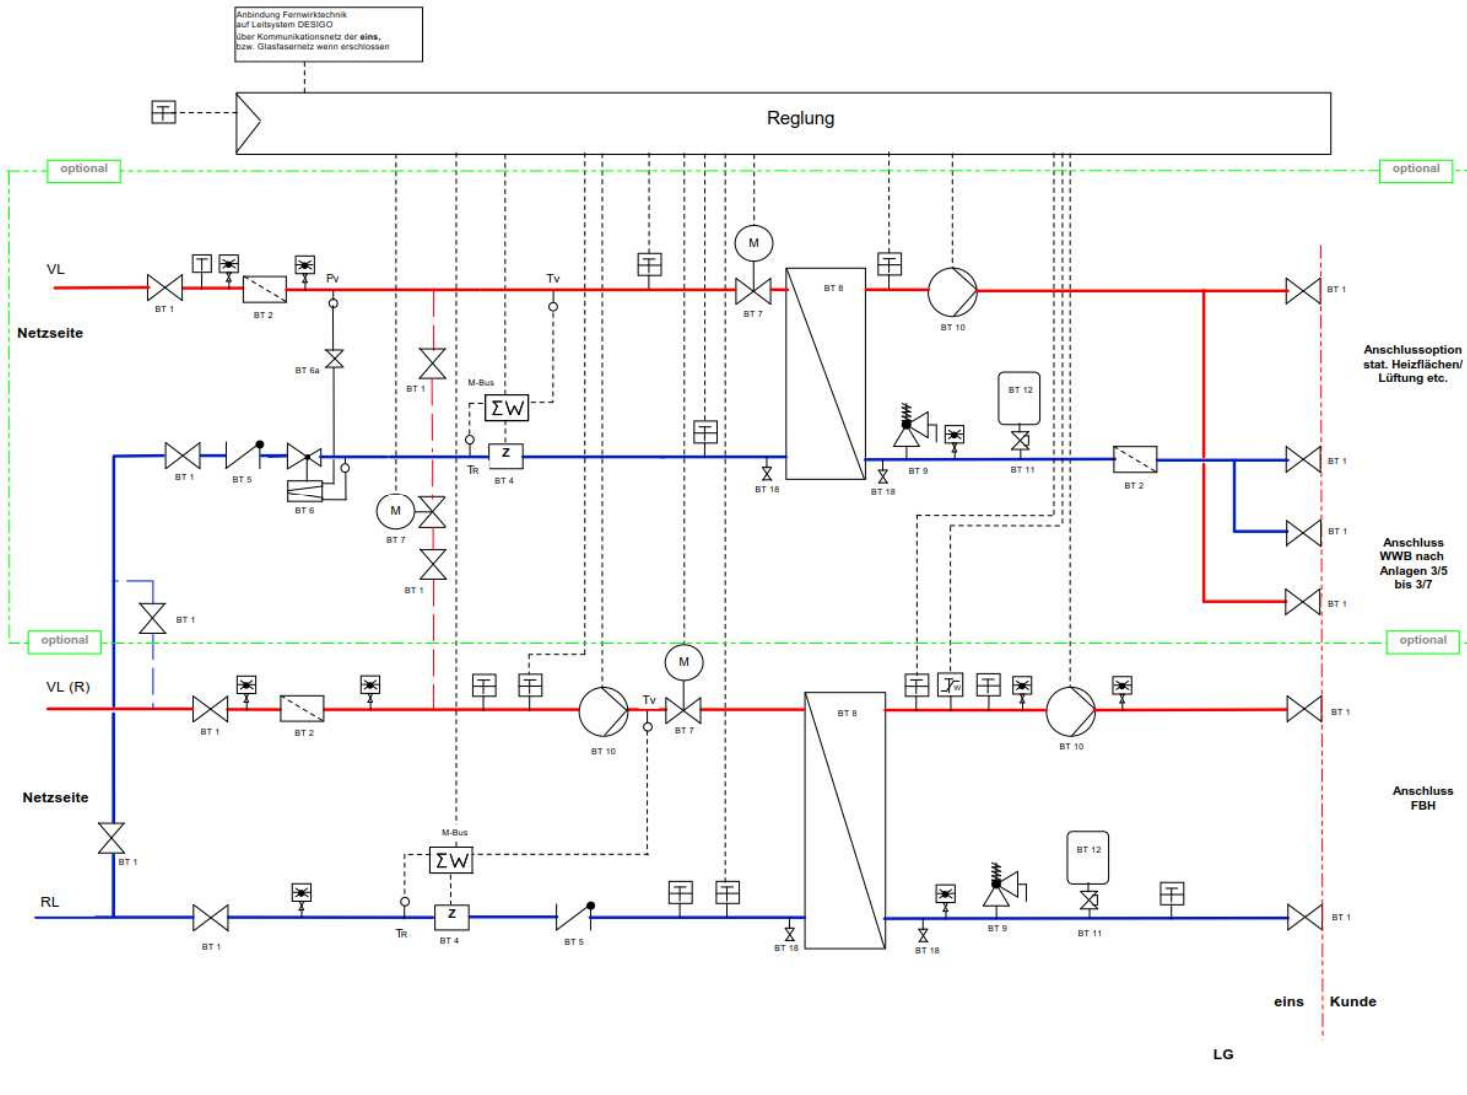 Anbindung Fernwirktechnik
auf Leitsystem DESIGO
über Kommunikationsnetz der eins,
bzw. Glasfasernetz wenn erschlossen
T
Reglung
optional
optional
M
VL
T
Pv
Tv
T
T
BT 8
BT 1
BT 2
BT 7
BT 10
BT 1
Netzseite
BT 6a
BT 1
M-Bus
ΣW
Anschlussoption
stat. Heizflächen/
Lüftung etc.
BT 12
T
Z
BT 1
BT 5
TR
BT 4
BT 18
BT 18
BT 9
BT 11
BT 2
BT 1
BT 6
M
BT 7
BT 1
BT 1
Anschluss
WWB nach
Anlagen 3/5
bis 3/7
BT 1
BT 1
optional
optional
M
VL (R)
T
T
Tv
T
TW
T
BT 8
BT 1
BT 2
BT 10
BT 7
BT 10
BT 1
Netzseite
Anschluss
FBH
M-Bus
ΣW
BT 12
BT 1
RL
Z
T
T
T
BT 1
TR
BT 4
BT 5
BT 18
BT 18
BT 9
BT 11
BT 1
eins
Kunde
LG